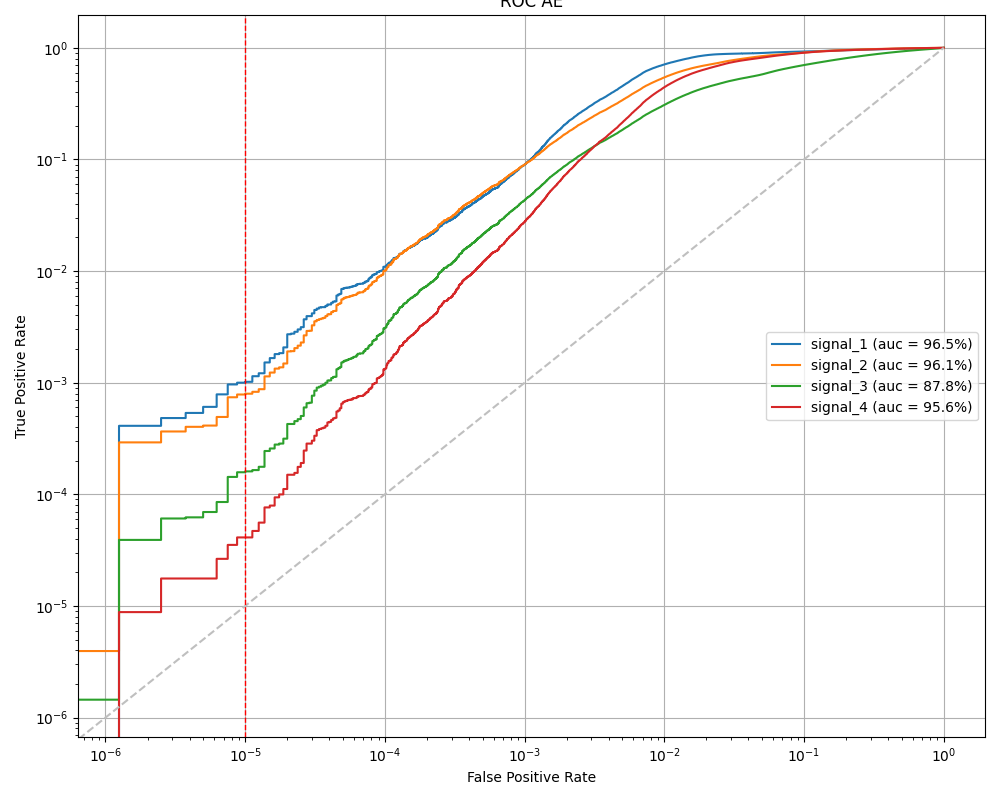 ROC AE
10⁰
10⁻¹
10⁻²
10⁻³
10⁻⁴
10⁻⁵
10⁻⁶
True Positive Rate
signal_1 (auc = 96.5%)
signal_2 (auc = 96.1%)
signal_3 (auc = 87.8%)
signal_4 (auc = 95.6%)
10⁻⁶ 10⁻⁵ 10⁻⁴ 10⁻³ 10⁻² 10⁻¹ 10⁰
False Positive Rate